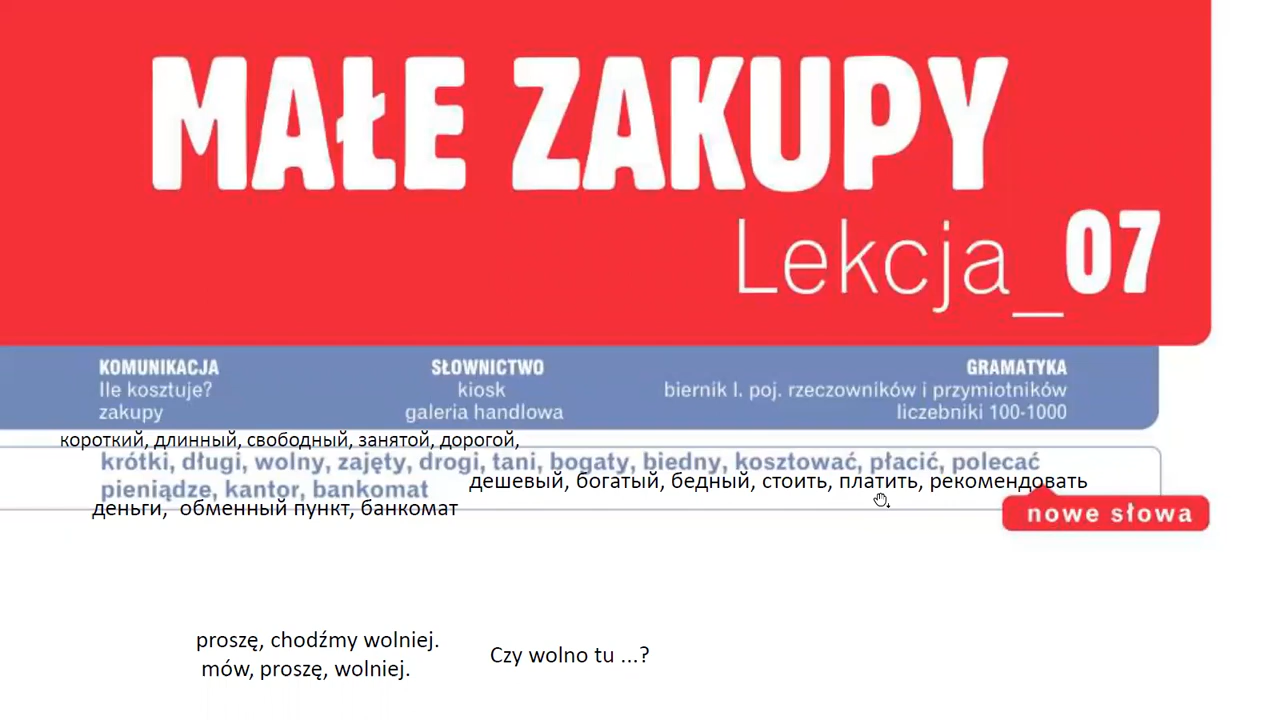 MAŁE ZAKUPY
Lekcja_07
KOMUNIKACJA
Ile kosztuje?
zakupy
SŁOWNICTWO
kiosk
galeria handlowa
GRAMATYKA
biernik l. poj. rzeczowników i przymiotników
liczebniki 100-1000
короткий, длинный, свободный, занятой, дорогой,
krótki, długi, wolny, zajęty, drogi, tani, bogaty, biedny, kosztować, płacić, polecać
дешевый, богатый, бедный, стоить, платить, рекомендовать
pieniądze, kantor, bankomat
деньги, обменный пункт, банкомат
nowe słowa
proszę, chodźmy wolniej.
mów, proszę, wolniej.
Czy wolno tu ...?